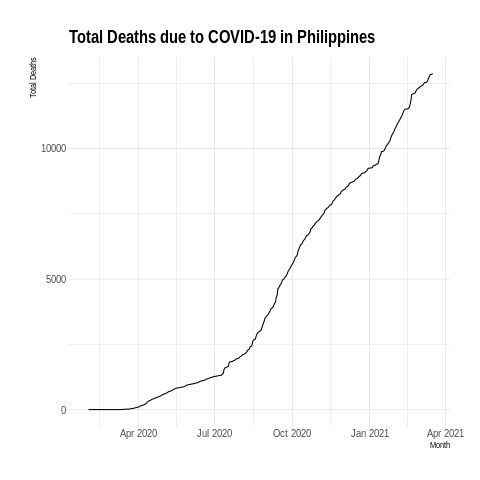 Total Deaths due to COVID-19 in Philippines
Total Deaths
10000
5000
0
Apr 2020 Jul 2020 Oct 2020 Jan 2021 Apr 2021
Month